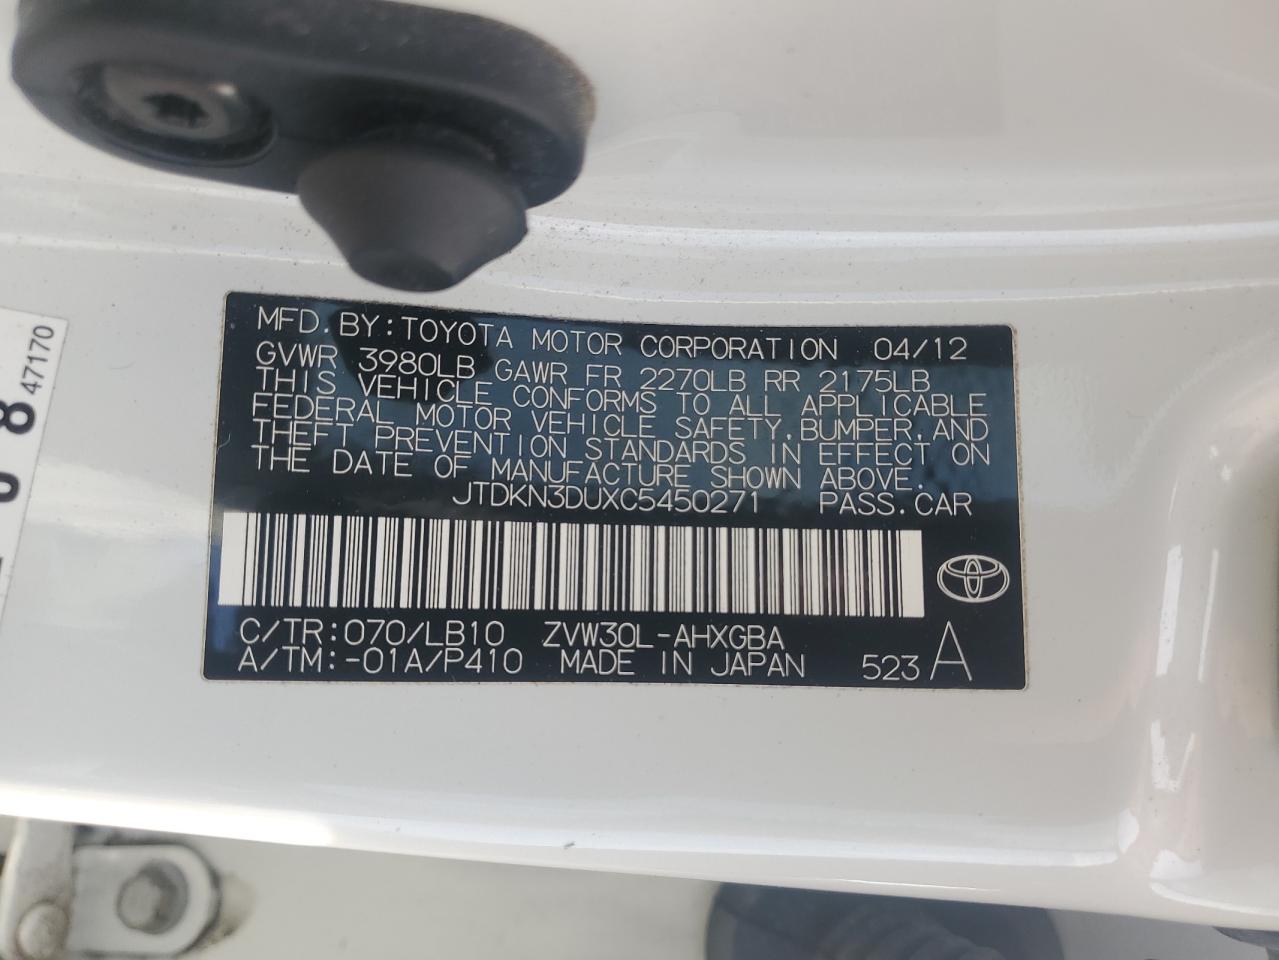 MFD. BY: TOYOTA MOTOR CORPORATION 04/12
GVWR 3980LB GAWR FR 2270LB RR 2175LB
THIS VEHICLE CONFORMS TO ALL APPLICABLE
FEDERAL MOTOR VEHICLE SAFETY, BUMPER, AND
THEFT PREVENTION STANDARDS IN EFFECT ON
THE DATE OF MANUFACTURE SHOWN ABOVE.
JTDKN3DUXC5450271 PASS. CAR
C/TR: 070/LB10 ZVW30L-AHXGBA
A/TM: -01A/P410 MADE IN JAPAN 523 A
47170
8